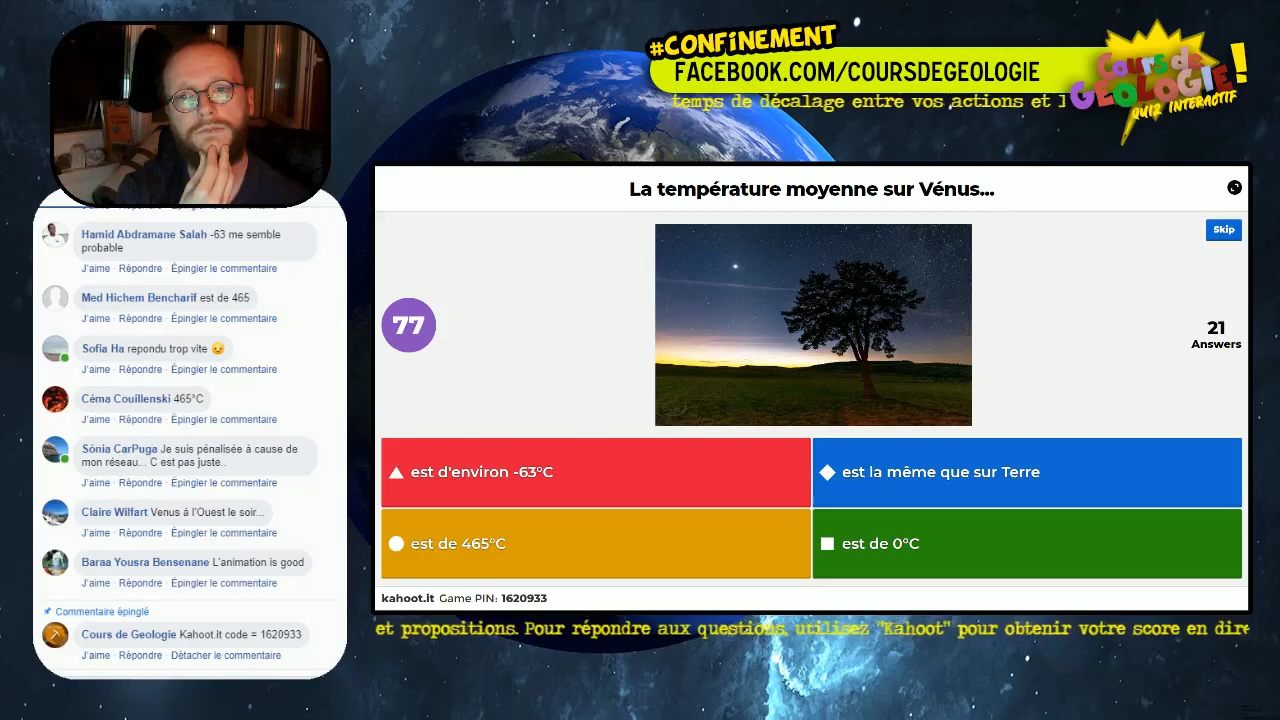 #CONFINEMENT
FACEBOOK.COM/COURSDEGEOLOGIE
Cours de
GEOLOGIE!
QUIZ INTERACTIF
temps de décalage entre vos actions et l
La température moyenne sur Vénus...
Skip
77
21
Answers
est d'environ -63°C
est la même que sur Terre
est de 465°C
est de 0°C
kahoot.it Game PIN: 1620933
et propositions. Pour répondre aux questions, utilisez "Kahoot" pour obtenir votre score en dire
J'aime · Répondre · Épingler le commentaire
Hamid Abdramane Salah -63 me semble
probable
J'aime · Répondre · Épingler le commentaire
Med Hichem Bencharif est de 465
J'aime · Répondre · Épingler le commentaire
Sofia Ha repondu trop vite 😣
J'aime · Répondre · Épingler le commentaire
Céma Couillenski 465°C
J'aime · Répondre · Épingler le commentaire
Sónia CarPuga Je suis pénalisée à cause de
mon réseau... C est pas juste..
J'aime · Répondre · Épingler le commentaire
Claire Wilfart Venus à l'Ouest le soir...
J'aime · Répondre · Épingler le commentaire
Baraa Yousra Bensenane L'animation is good
J'aime · Répondre · Épingler le commentaire
Commentaire épinglé
Cours de Geologie Kahoot.it code = 1620933
J'aime · Répondre · Détacher le commentaire